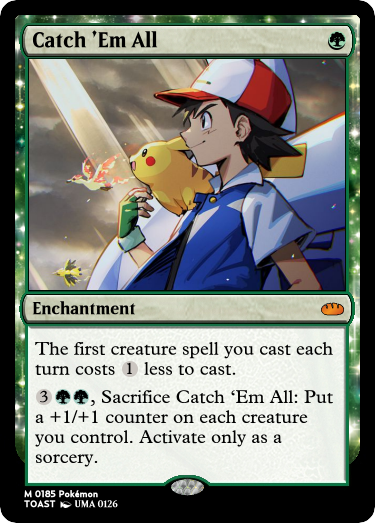 Catch ’Em All
Enchantment
The first creature spell you cast each
turn costs 1 less to cast.
3, Sacrifice Catch ‘Em All: Put
a +1/+1 counter on each creature
you control. Activate only as a
sorcery.
M 0185 Pokémon
TOAST UMA 0126